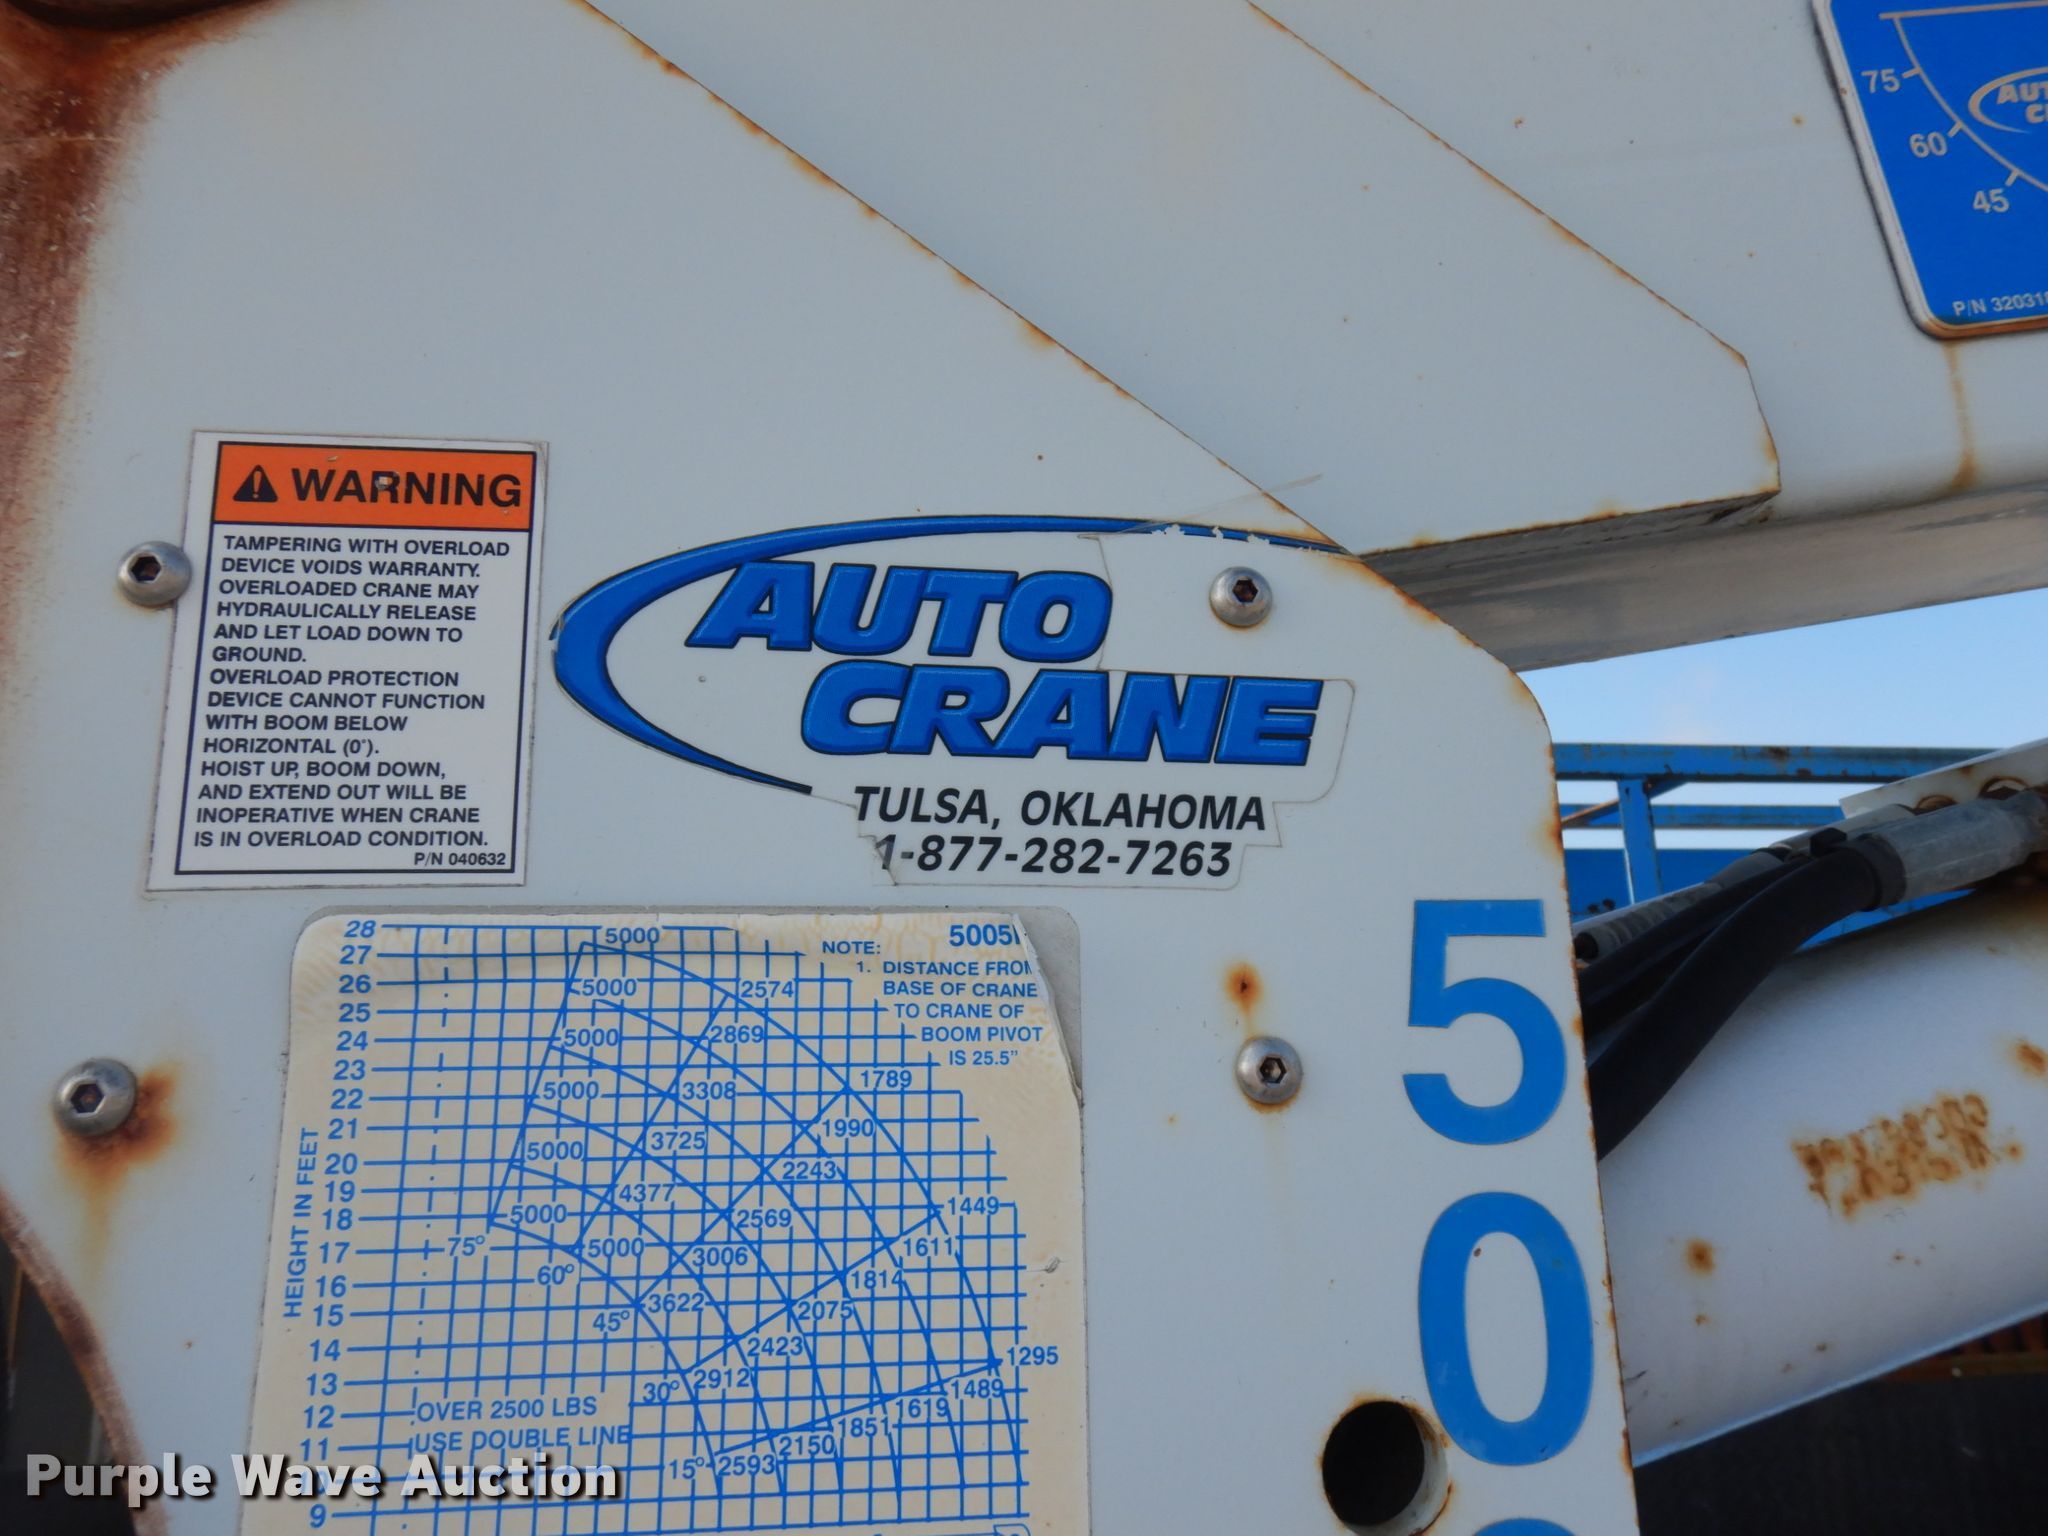 75
60
45
AUT
P/N 32031
WARNING
TAMPERING WITH OVERLOAD
DEVICE VOIDS WARRANTY.
OVERLOADED CRANE MAY
HYDRAULICALLY RELEASE
AND LET LOAD DOWN TO
GROUND.
OVERLOAD PROTECTION
DEVICE CANNOT FUNCTION
WITH BOOM BELOW
HORIZONTAL (0°).
HOIST UP, BOOM DOWN,
AND EXTEND OUT WILL BE
INOPERATIVE WHEN CRANE
IS IN OVERLOAD CONDITION.
P/N 040632
AUTO
CRANE
TULSA, OKLAHOMA
1-877-282-7263
5
0
5005
NOTE:
1. DISTANCE FROM
BASE OF CRANE
TO CRANE OF
BOOM PIVOT
IS 25.5"
HEIGHT IN FEET
28
27
26
25
24
23
22
21
20
19
18
17
16
15
14
13
12
11
10
9
5000
5000 2574
5000 2869
5000 3308 1789
5000 3725 1990
5000 4377 2243
75° 5000 2569 1449
60° 3006 1611
45° 3622 1814
2075
2423
30° 2912 1295
1489
1619
1851
2150
15° 2593
OVER 2500 LBS
USE DOUBLE LINE
Purple Wave Auction